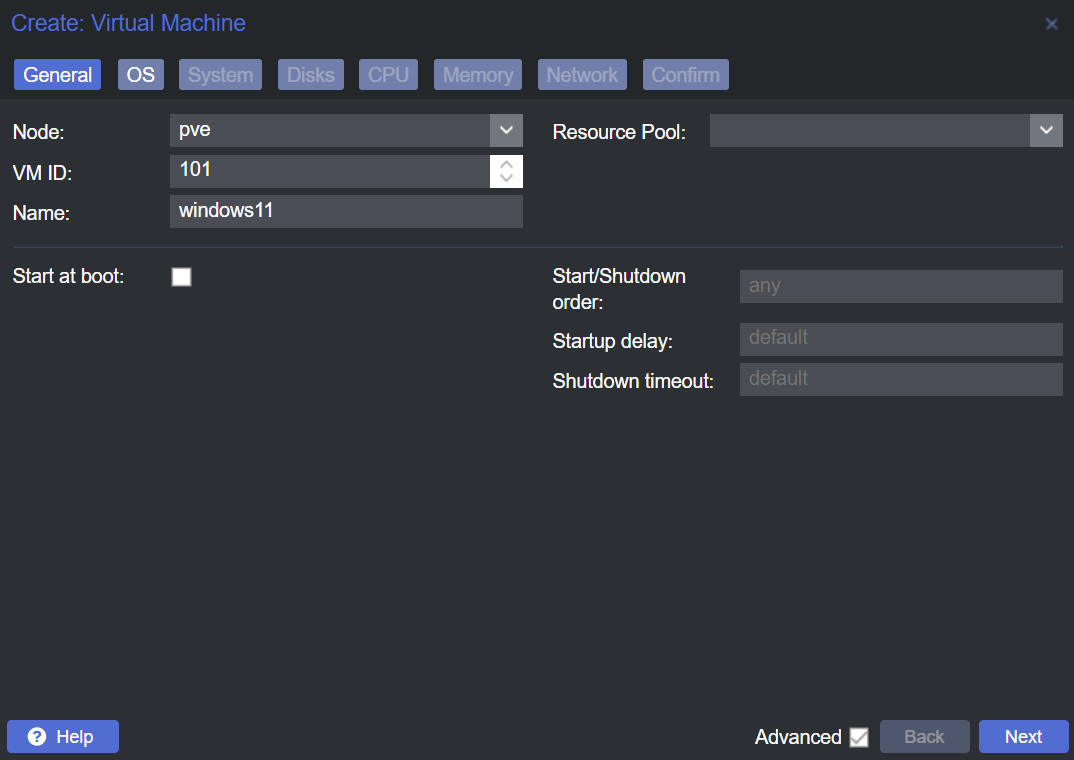 Create: Virtual Machine
General OS System Disks CPU Memory Network Confirm
Node: pve Resource Pool:
VM ID: 101
Name: windows11
Start at boot: Start/Shutdown order: any
Startup delay: default
Shutdown timeout: default
Help Advanced Back Next